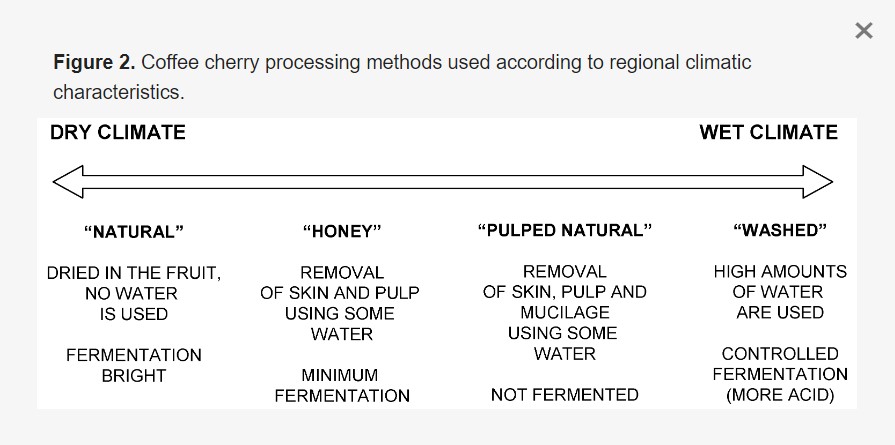 Figure 2. Coffee cherry processing methods used according to regional climatic
characteristics.
DRY CLIMATE
WET CLIMATE
“NATURAL”
DRIED IN THE FRUIT,
NO WATER
IS USED
FERMENTATION
BRIGHT
“HONEY”
REMOVAL
OF SKIN AND PULP
USING SOME
WATER
MINIMUM
FERMENTATION
“PULPED NATURAL”
REMOVAL
OF SKIN, PULP AND
MUCILAGE
USING SOME
WATER
NOT FERMENTED
“WASHED”
HIGH AMOUNTS
OF WATER
ARE USED
CONTROLLED
FERMENTATION
(MORE ACID)